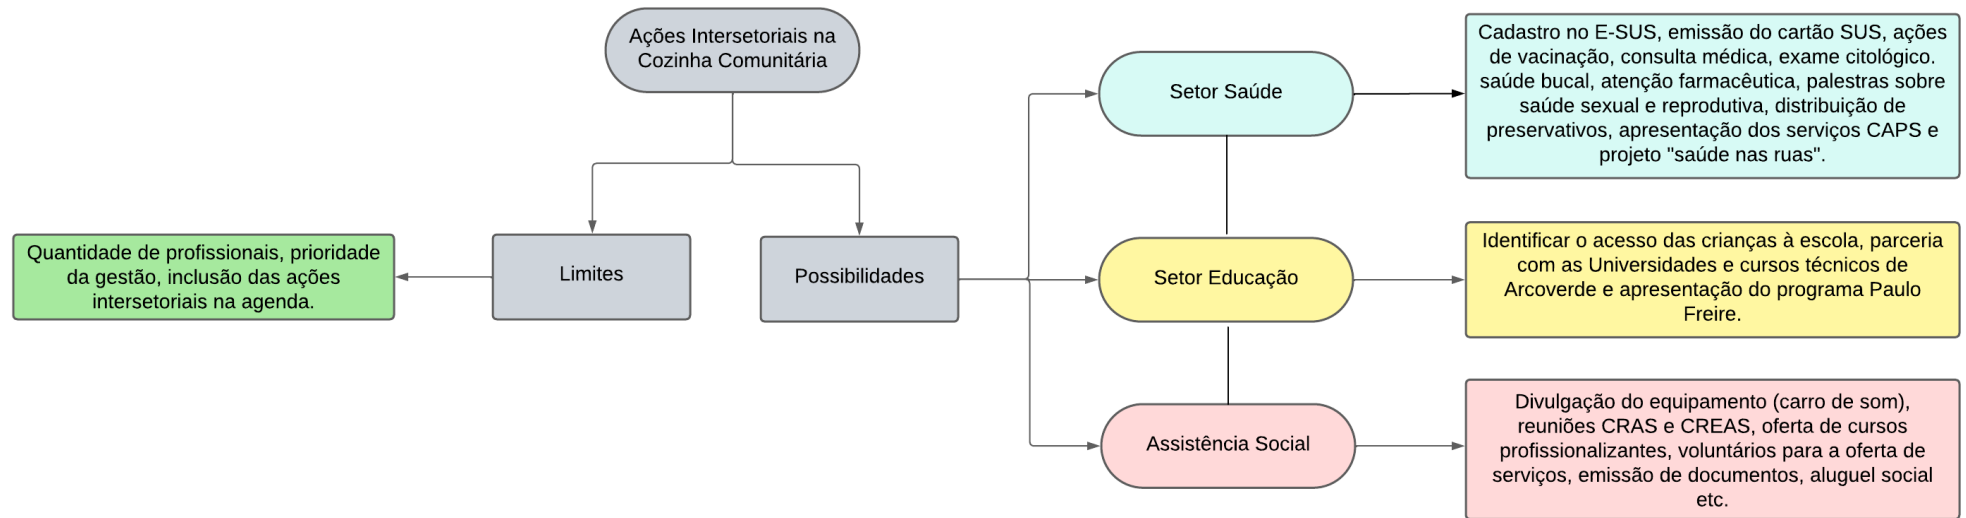 Ações Intersetoriais na
Cozinha Comunitária
Limites
Quantidade de profissionais, prioridade
da gestão, inclusão das ações
intersetoriais na agenda.
Possibilidades
Setor Saúde
Cadastro no E-SUS, emissão do cartão SUS, ações
de vacinação, consulta médica, exame citológico.
saúde bucal, atenção farmacêutica, palestras sobre
saúde sexual e reprodutiva, distribuição de
preservativos, apresentação dos serviços CAPS e
projeto "saúde nas ruas".
Setor Educação
Identificar o acesso das crianças à escola, parceria
com as Universidades e cursos técnicos de
Arcoverde e apresentação do programa Paulo
Freire.
Assistência Social
Divulgação do equipamento (carro de som),
reuniões CRAS e CREAS, oferta de cursos
profissionalizantes, voluntários para a oferta de
serviços, emissão de documentos, aluguel social
etc.